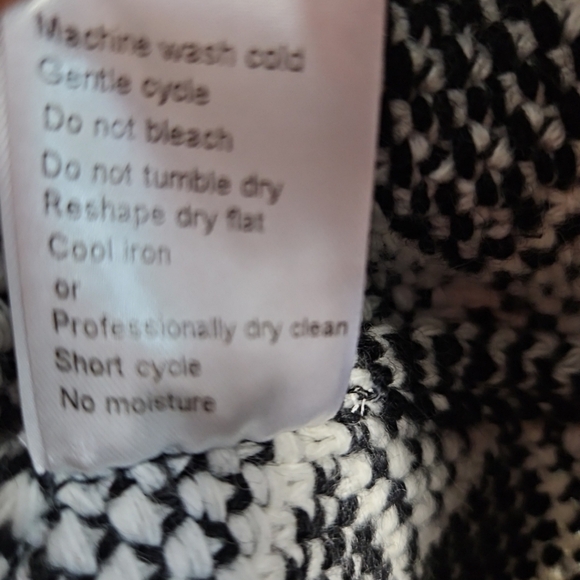 Machine wash cold
Gentle cycle
Do not bleach
Do not tumble dry
Reshape dry flat
Cool iron
or
Professionally dry clean
Short cycle
No moisture